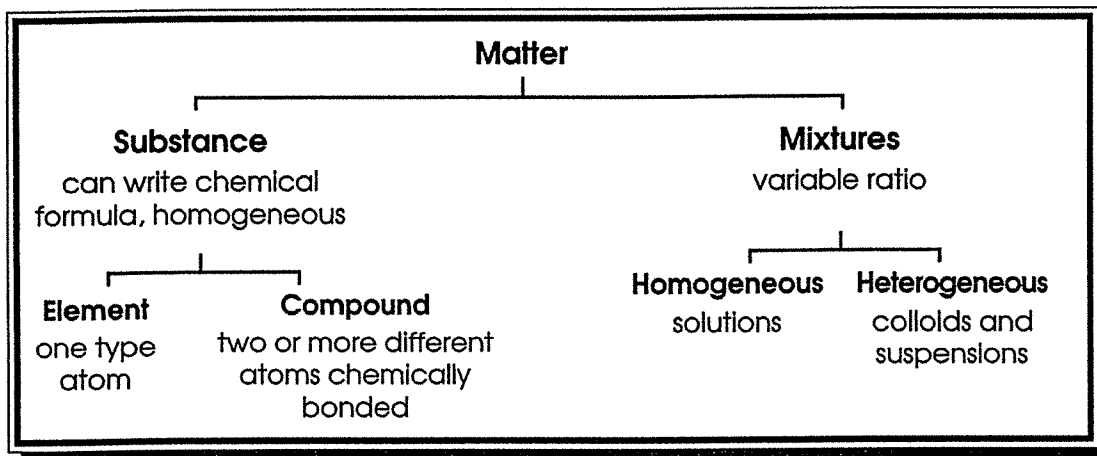 Matter
Substance
can write chemical
formula, homogeneous
Mixtures
variable ratio
Element
one type
atom
Compound
two or more different
atoms chemically
bonded
Homogeneous
solutions
Heterogeneous
colloids and
suspensions